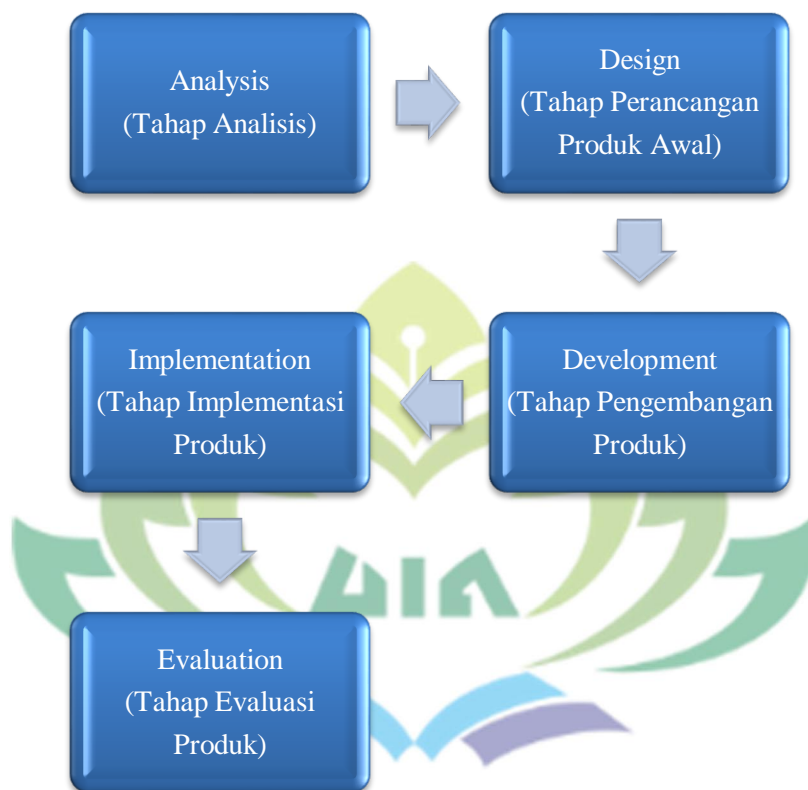 Analysis
(Tahap Analisis)
Design
(Tahap Perancangan
Produk Awal)
Development
(Tahap Pengembangan
Produk)
Implementation
(Tahap Implementasi
Produk)
Evaluation
(Tahap Evaluasi
Produk)